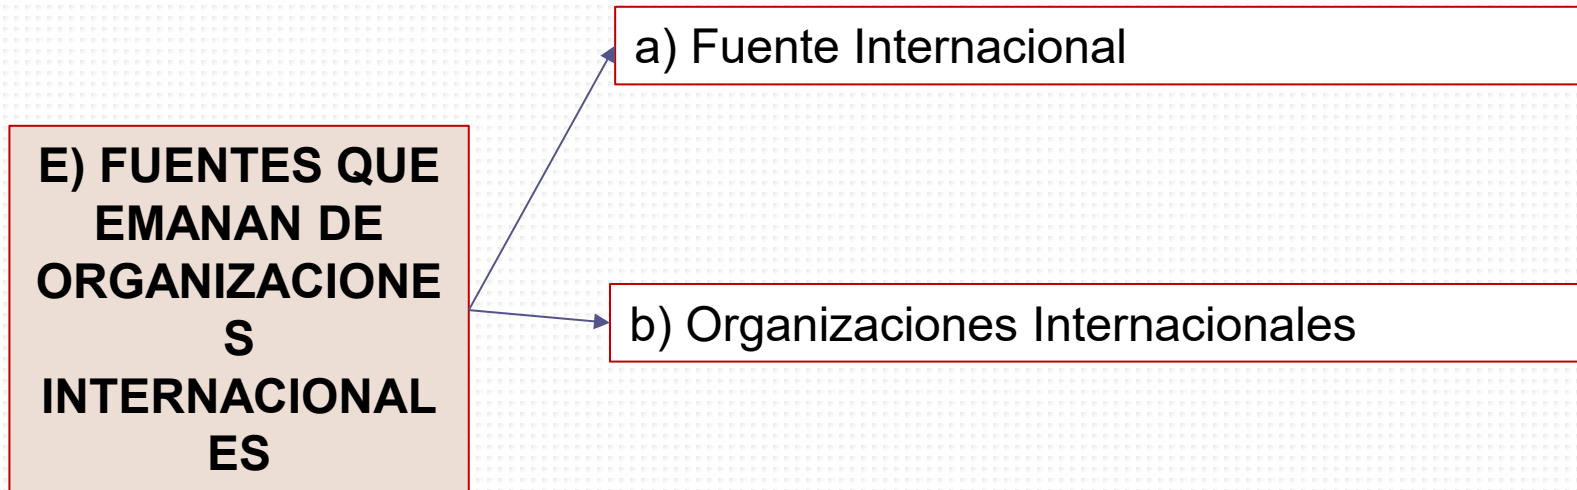 a) Fuente Internacional
E) FUENTES QUE
EMANAN DE
ORGANIZACIONE
S
INTERNACIONAL
ES
b) Organizaciones Internacionales